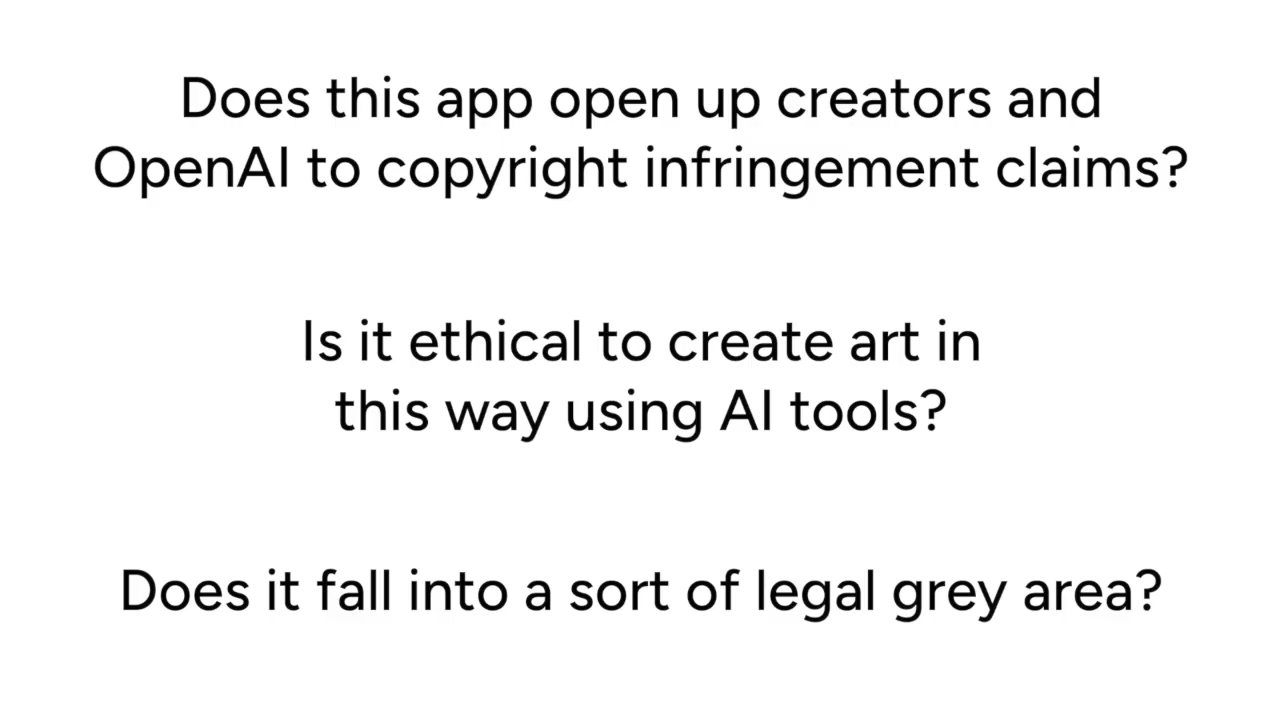 Does this app open up creators and
OpenAI to copyright infringement claims?
Is it ethical to create art in
this way using AI tools?
Does it fall into a sort of legal grey area?